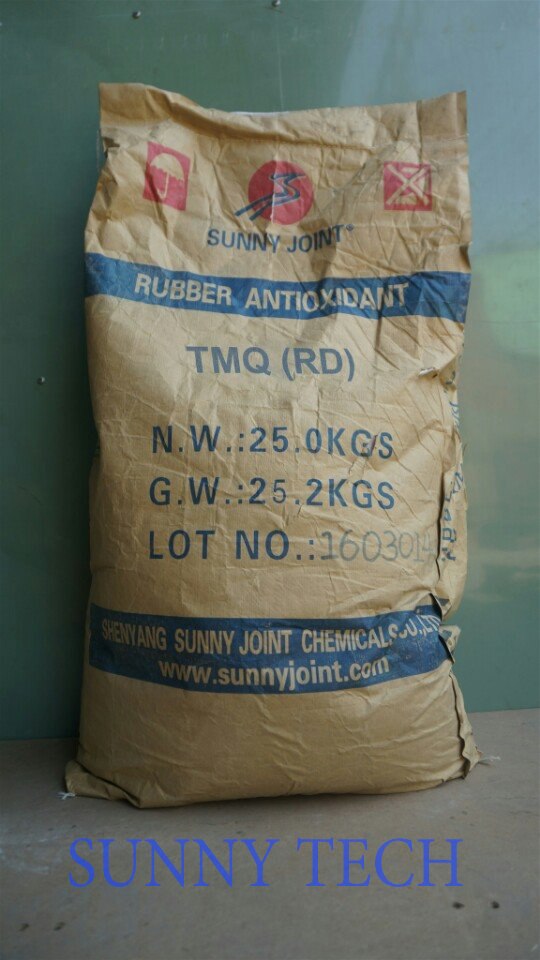 SUNNY JOINT®
RUBBER ANTIOXIDANT
TMQ (RD)
N.W.:25.0KGS
G.W.:25.2KGS
LOT NO.:
SHENYANG SUNNY JOINT CHEMICALS CO.,LTD
www.sunnyjoint.com
SUNNY TECH